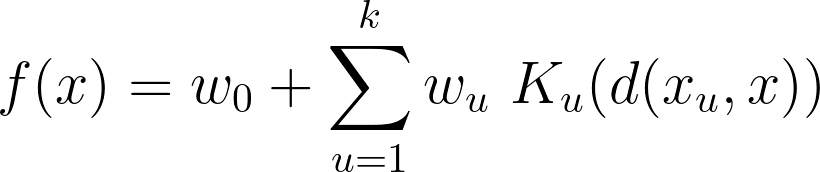 f(x) = w_0 + \sum_{u=1}^{k} w_u \ K_u(d(x_u, x))